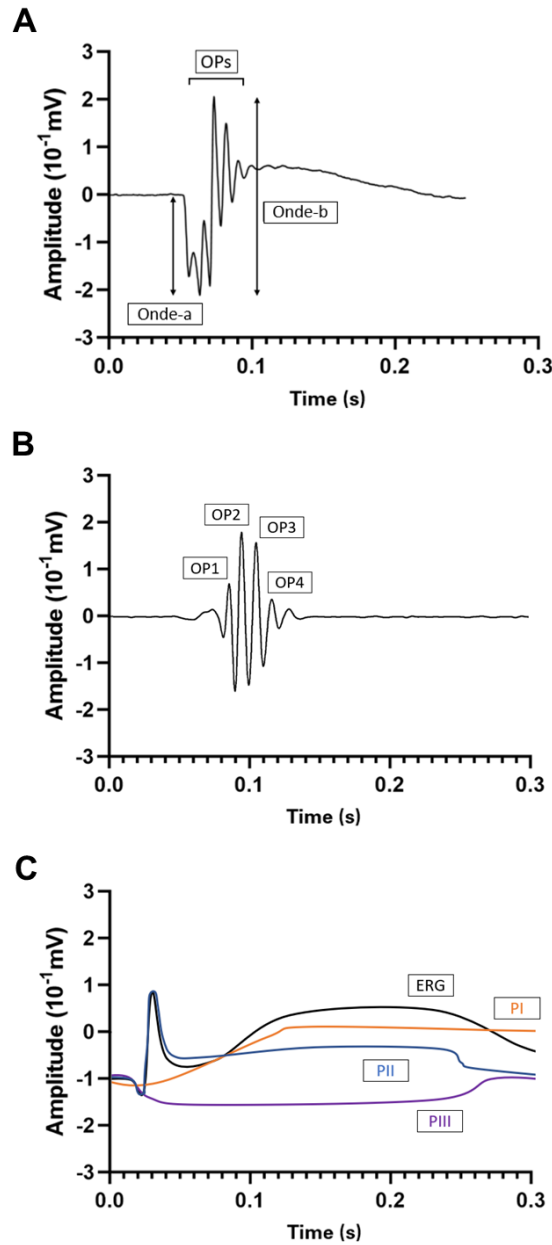 A
OPs
3
2
1
0
-1
-2
-3
Amplitude (10⁻¹mV)
Onde-b
Onde-a
0.0 0.1 0.2 0.3
Time (s)
B
3
2
1
0
-1
-2
-3
Amplitude (10⁻¹mV)
OP2
OP3
OP1
OP4
0.0 0.1 0.2 0.3
Time (s)
C
3
2
1
0
-1
-2
-3
Amplitude (10⁻¹mV)
ERG
PI
PII
PIII
0.0 0.1 0.2 0.3
Time (s)